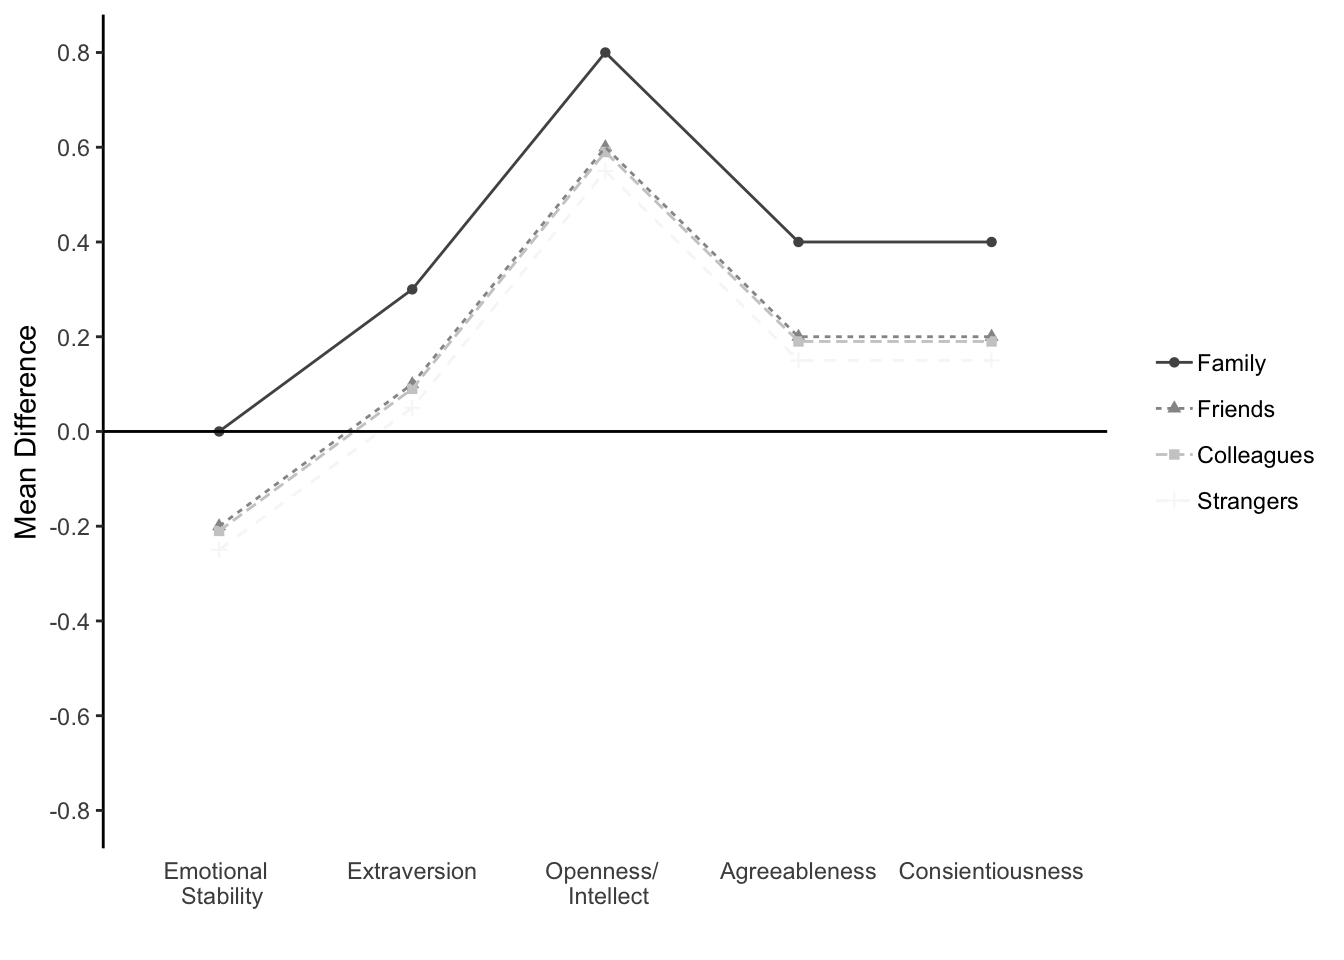 Mean Difference
0.8
0.6
0.4
0.2
0.0
-0.2
-0.4
-0.6
-0.8
Emotional
Stability
Extraversion
Openness/
Intellect
Agreeableness
Consientiousness
Family
Friends
Colleagues
Strangers